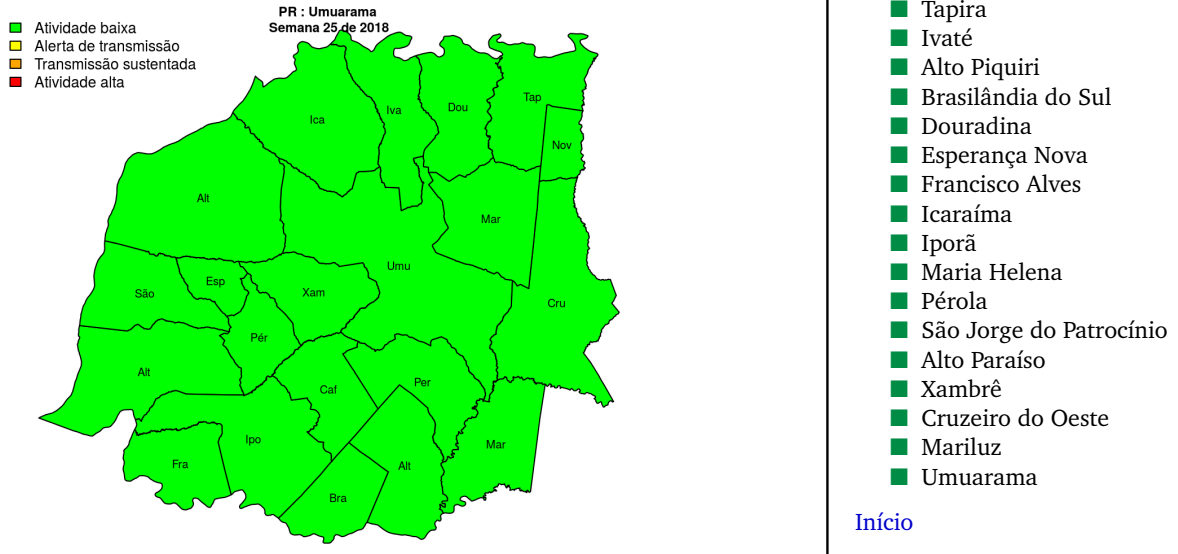 PR : Umuarama
Semana 25 de 2018
Atividade baixa
Alerta de transmissão
Transmissão sustentada
Atividade alta
Ica
Iva
Dou
Tap
Nov
Alt
Mar
Umu
Esp
São
Xam
Cru
Pér
Alt
Caf
Per
Ipo
Mar
Fra
Alt
Bra
Tapira
Ivaté
Alto Piquiri
Brasilândia do Sul
Douradina
Esperança Nova
Francisco Alves
Icaraíma
Iporã
Maria Helena
Pérola
São Jorge do Patrocínio
Alto Paraíso
Xambrê
Cruzeiro do Oeste
Mariluz
Umuarama
Início